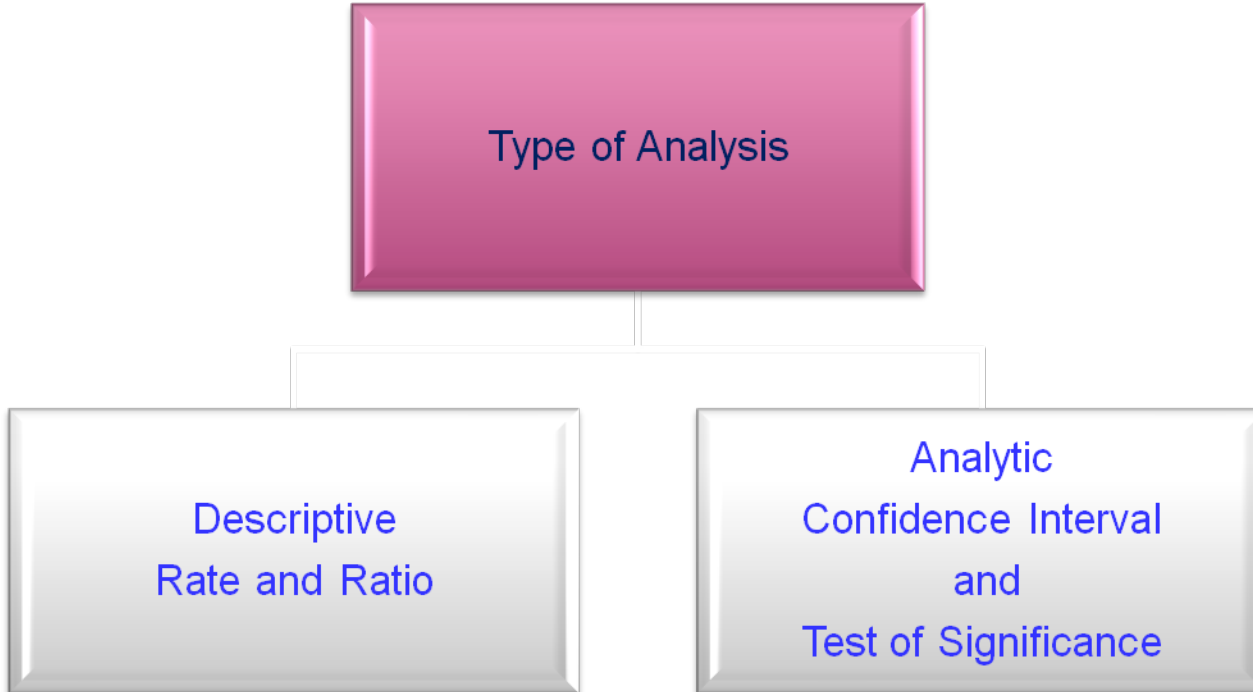 Type of Analysis
Descriptive
Rate and Ratio
Analytic
Confidence Interval
and
Test of Significance